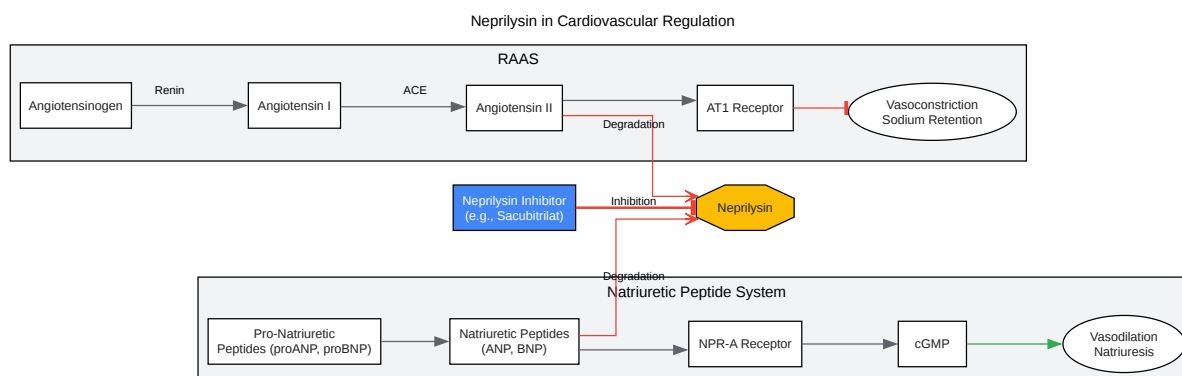 Neprilysin in Cardiovascular Regulation
RAAS
Angiotensinogen
Renin
Angiotensin I
ACE
Angiotensin II
Degradation
AT1 Receptor
Vasoconstriction
Sodium Retention
Neprilysin Inhibitor
(e.g., Sacubitrilat)
Inhibition
Neprilysin
Degradation
Natriuretic Peptide System
Pro-Natriuretic
Peptides (proANP, proBNP)
Natriuretic Peptides
(ANP, BNP)
NPR-A Receptor
cGMP
Vasodilation
Natriuresis